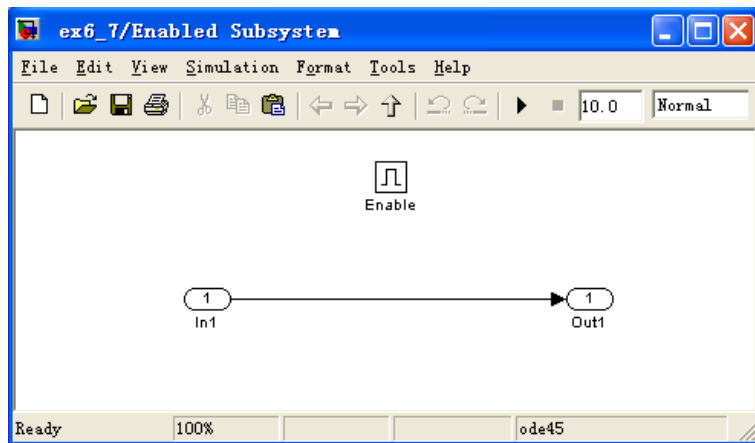 ex6_7/Enabled Subsystem
File Edit View Simulation Format Tools Help
10.0 Normal
Enable
1 1
In1 Out1
Ready 100% ode45